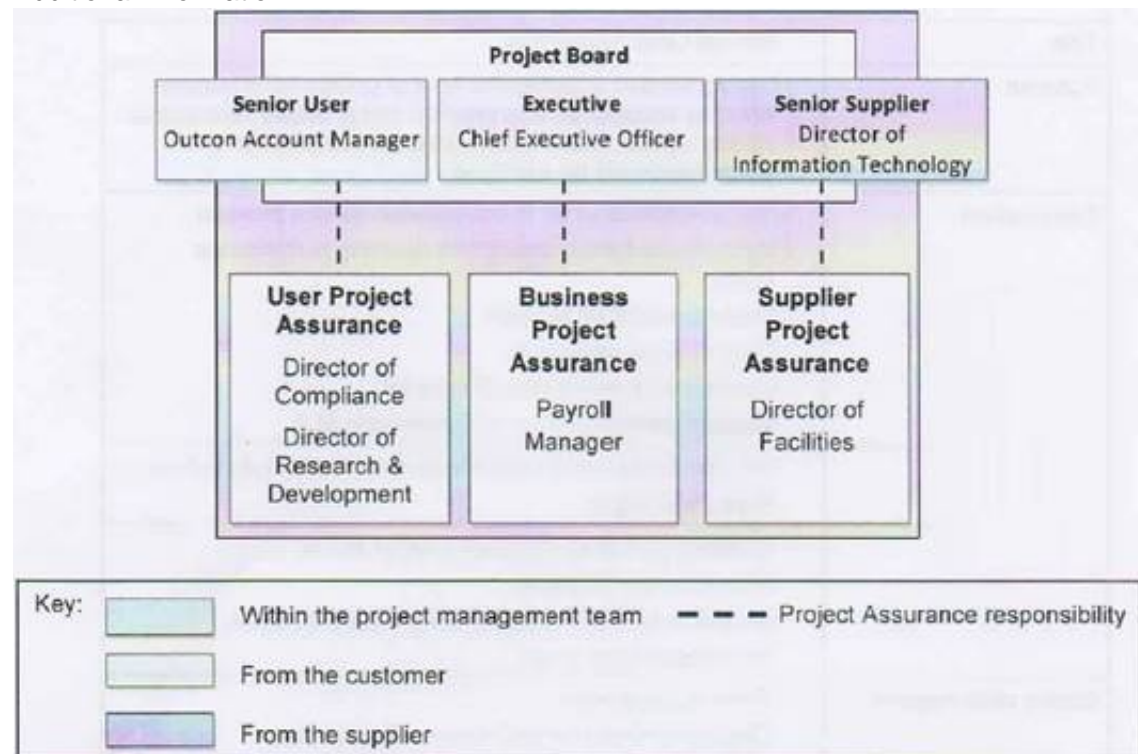 Project Board
Senior User
Outcon Account Manager
Executive
Chief Executive Officer
Senior Supplier
Director of
Information Technology
User Project
Assurance
Director of
Compliance
Director of
Research &
Development
Business
Project
Assurance
Payroll
Manager
Supplier
Project
Assurance
Director of
Facilities
Key:
Within the project management team
Project Assurance responsibility
From the customer
From the supplier